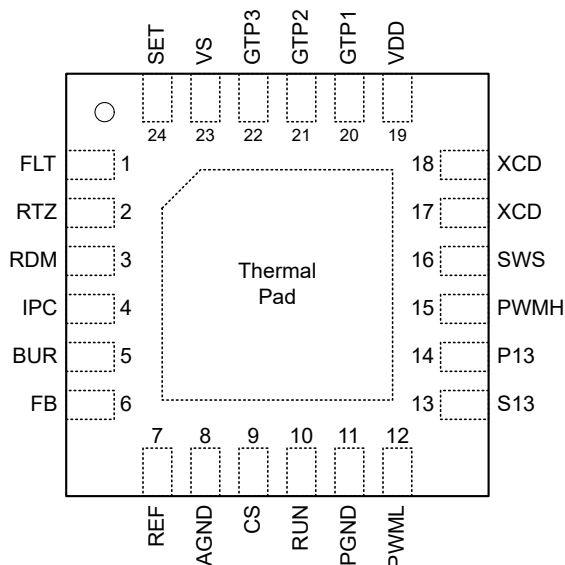 SET VS GTP3 GTP2 GTP1 VDD
24 23 22 21 20 19
FLT 1 18 XCD
RTZ 2 17 XCD
RDM 3 16 SWS
Thermal
Pad
IPC 4 15 PWMH
BUR 5 14 P13
FB 6 13 S13
7 8 9 10 11 12
REF AGND CS RUN PGND PWML